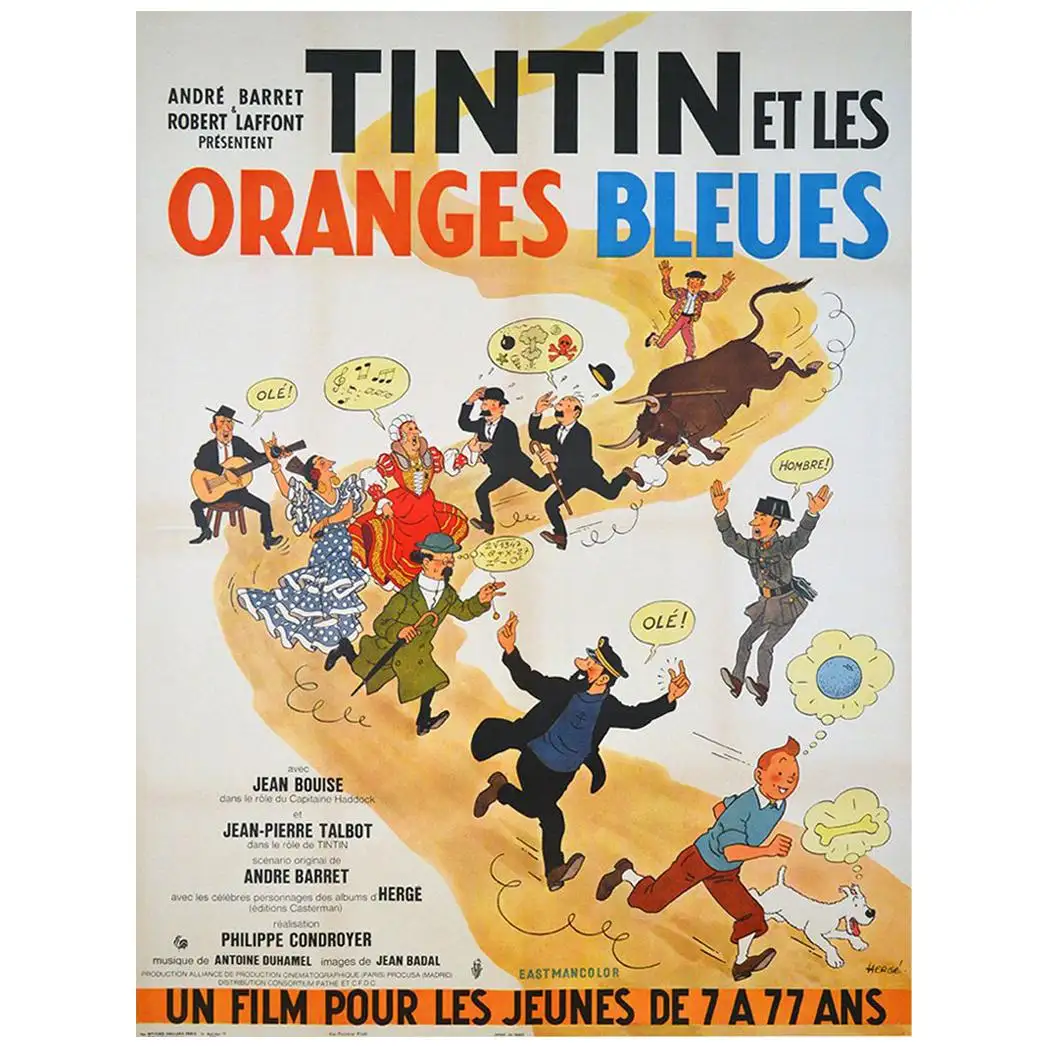 ANDRÉ BARRET
&
ROBERT LAFFONT
PRÉSENTENT
TINTIN ET LES
ORANGES BLEUES
OLÉ!
HOMBRE!
OLÉ!
avec
JEAN BOUISE
dans le rôle du Capitaine Haddock
et
JEAN-PIERRE TALBOT
dans le rôle de TINTIN
scenario original de
ANDRE BARRET
avec les célèbres personnages des albums d'HERGÉ
(éditions Casterman)
réalisation
PHILIPPE CONDROYER
musique de ANTOINE DUHAMEL images de JEAN BADAL
PRODUCTION ALLIANCE DE PRODUCTION CINEMATOGRAPHIQUE (PARIS) PROCUSA (MADRID)
DISTRIBUTION CONSORTIUM PATHE ET C.F.D.C.
EASTMANCOLOR
HERGÉ.
UN FILM POUR LES JEUNES DE 7 A 77 ANS